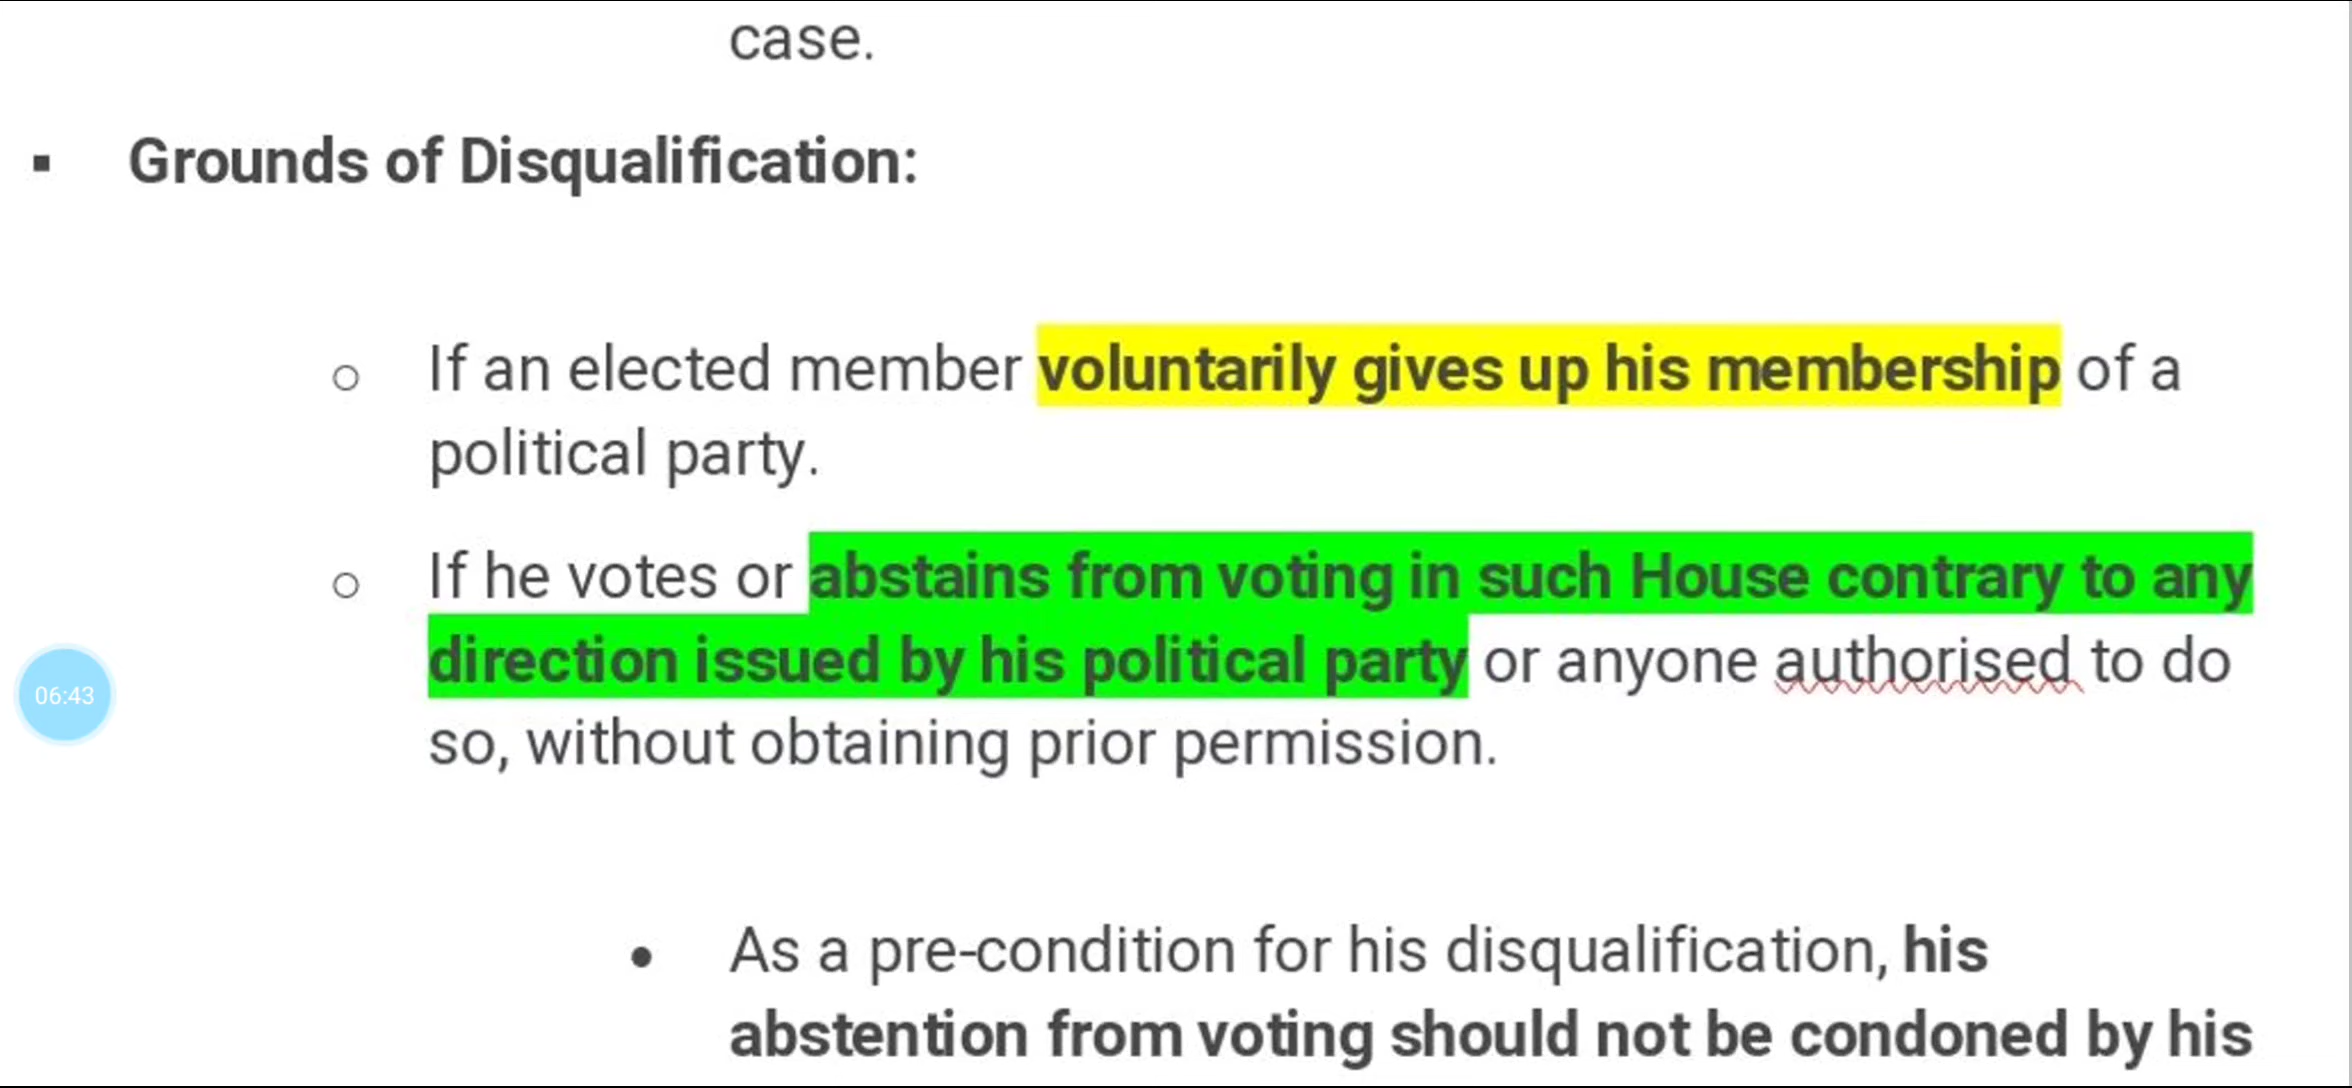 case.
▪ Grounds of Disqualification:
○ If an elected member voluntarily gives up his membership of a
political party.
○ If he votes or abstains from voting in such House contrary to any
direction issued by his political party or anyone authorised to do
so, without obtaining prior permission.
06:43
● As a pre-condition for his disqualification, his
abstention from voting should not be condoned by his